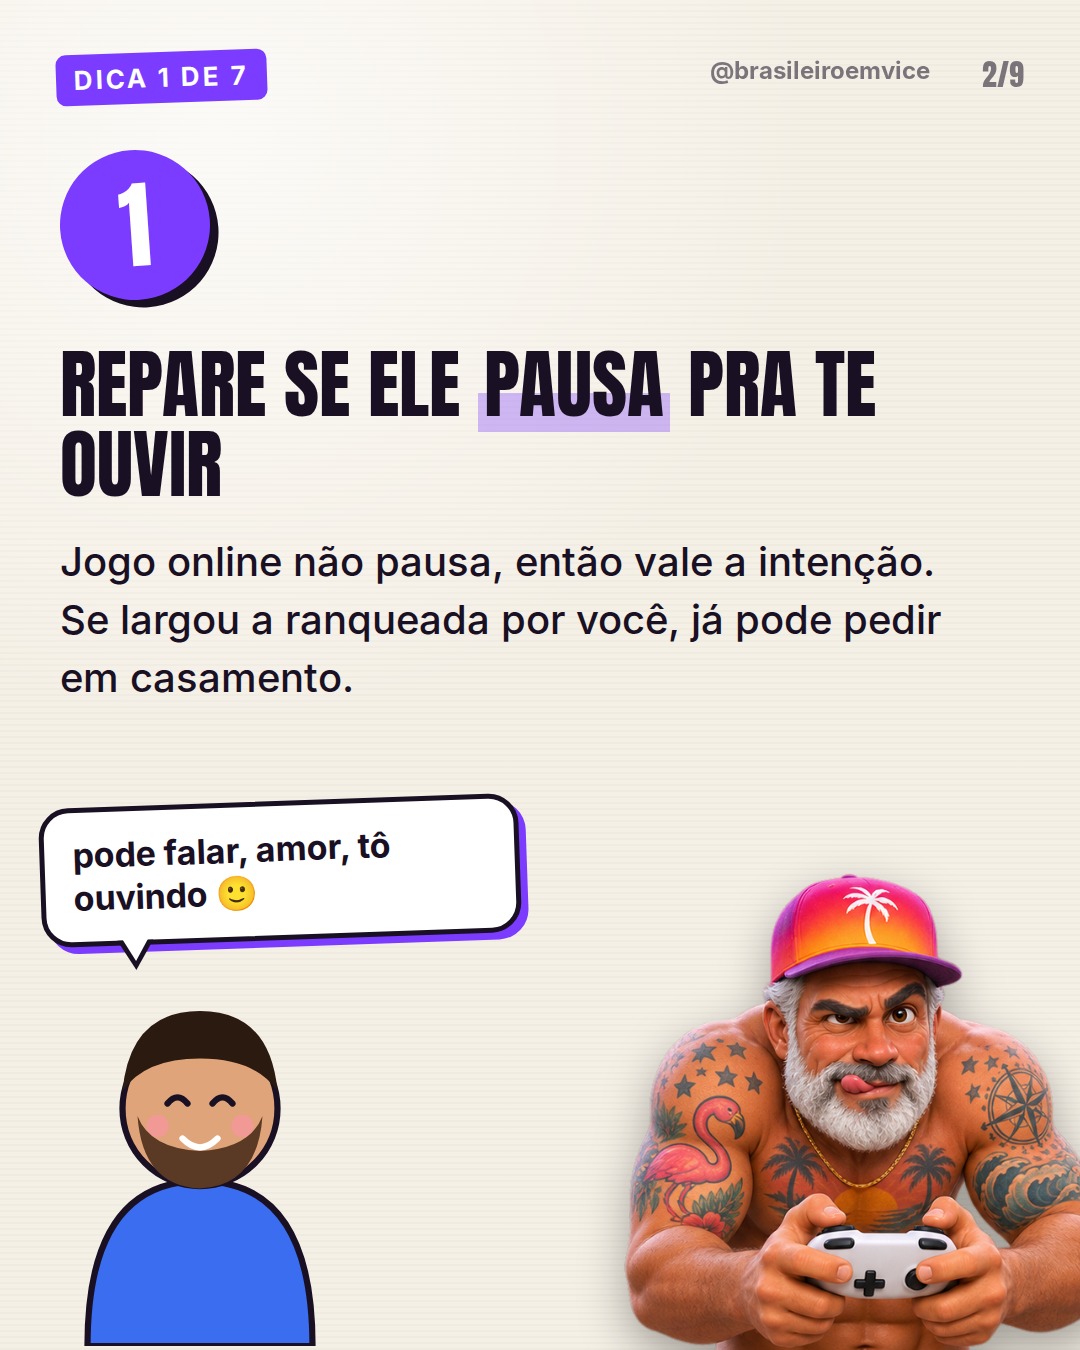 DICA 1 DE 7
@brasileiroemvice
2/9
1
REPARE SE ELE PAUSA PRA TE
OUVIR
Jogo online não pausa, então vale a intenção.
Se largou a ranqueada por você, já pode pedir
em casamento.
pode falar, amor, tô
ouvindo 🙂